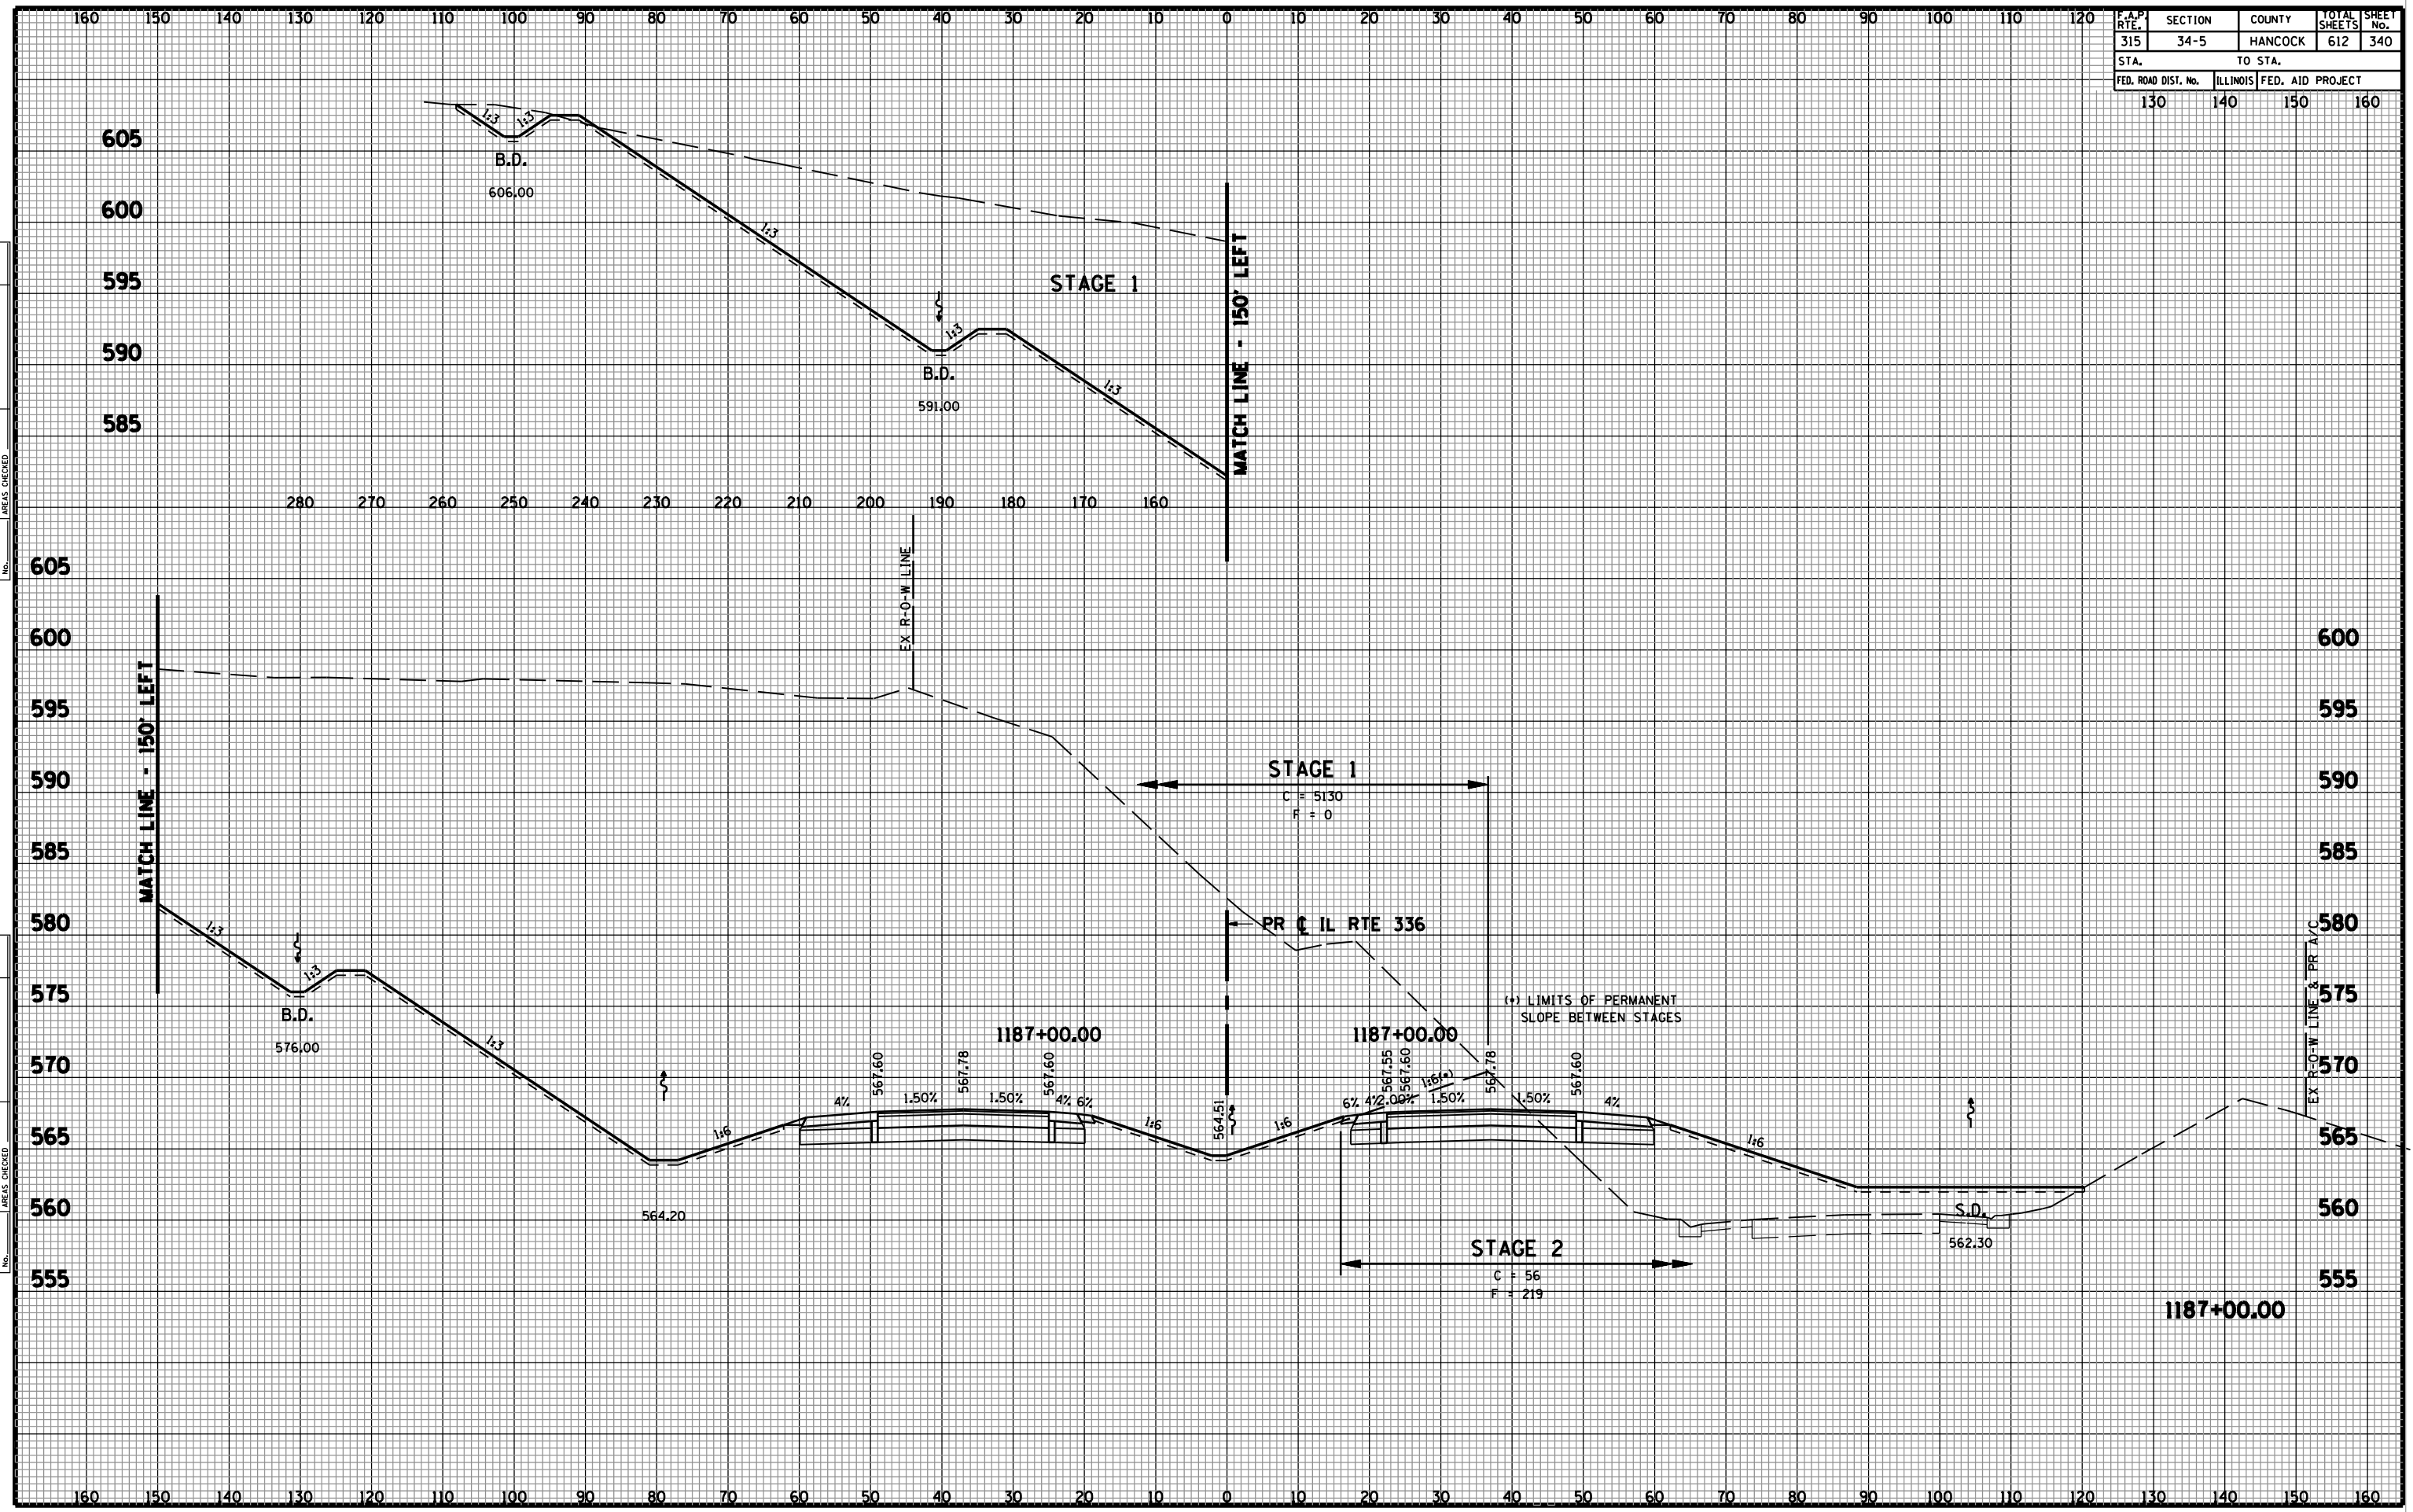 160 150 140 130 120 110 100 90 80 70 60 50 40 30 20 10 0 10 20 30 40 50 60 70 80 90 100 110 120
F.A.P. RTE. SECTION COUNTY TOTAL SHEETS SHEET No.
315 34-5 HANCOCK 612 340
STA. TO STA.
FED. ROAD DIST. No. ILLINOIS FED. AID PROJECT
130 140 150 160
1:3 1:3
605
B.D.
606.00
600
1:3
595
STAGE 1
MATCH LINE - 150' LEFT
1:3
590
B.D.
1:3
591.00
585
280 270 260 250 240 230 220 210 200 190 180 170 160
AREAS CHECKED
No.
EX R-O-W LINE
605
600 600
595 595
MATCH LINE - 150' LEFT
590 590
STAGE 1
C = 5130
F = 0
585 585
580 580
PR ℄ IL RTE 336
1:3
1:3
EX R-O-W LINE & PR A/C
575 575
(•) LIMITS OF PERMANENT
SLOPE BETWEEN STAGES
B.D.
576.00
1:3
1187+00.00 1187+00.00
570 570
567.60 567.78 567.60 567.55 567.60 567.78 567.60
1:6(•)
4% 1.50% 1.50% 4% 6% 6% 4% 2.00% 1.50% 1.50% 4%
564.51
565 565
1:6 1:6 1:6 1:6
560 560
564.20
S.D.
562.30
STAGE 2
C = 56
F = 219
555 555
1187+00.00
AREAS CHECKED
No.
160 150 140 130 120 110 100 90 80 70 60 50 40 30 20 10 0 10 20 30 40 50 60 70 80 90 100 110 120 130 140 150 160